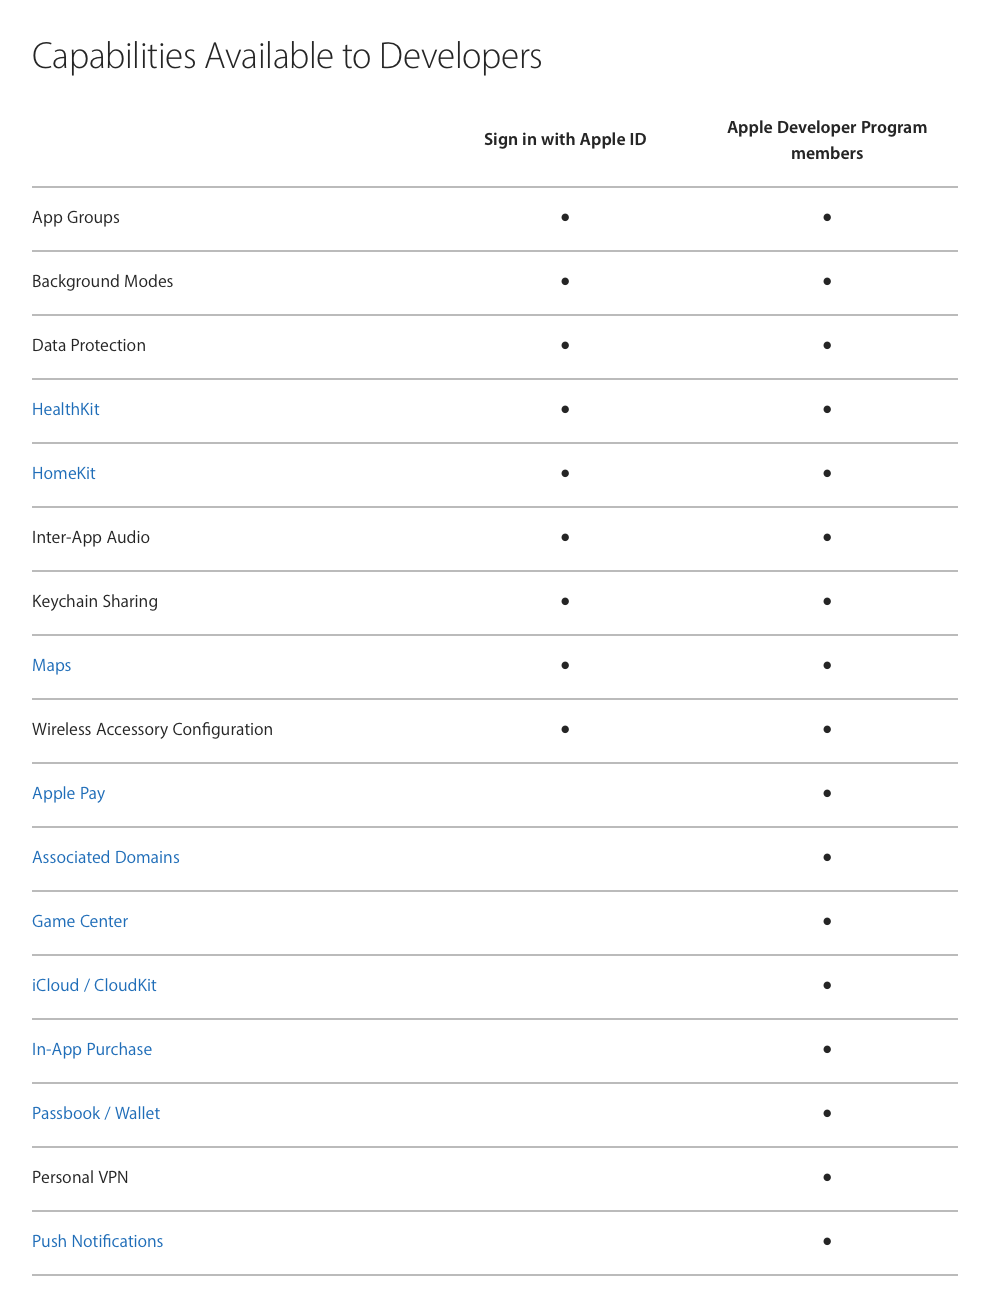 Capabilities Available to Developers
Sign in with Apple ID
Apple Developer Program
members
App Groups • •
Background Modes • •
Data Protection • •
HealthKit • •
HomeKit • •
Inter-App Audio • •
Keychain Sharing • •
Maps • •
Wireless Accessory Configuration • •
Apple Pay •
Associated Domains •
Game Center •
iCloud / CloudKit •
In-App Purchase •
Passbook / Wallet •
Personal VPN •
Push Notifications •